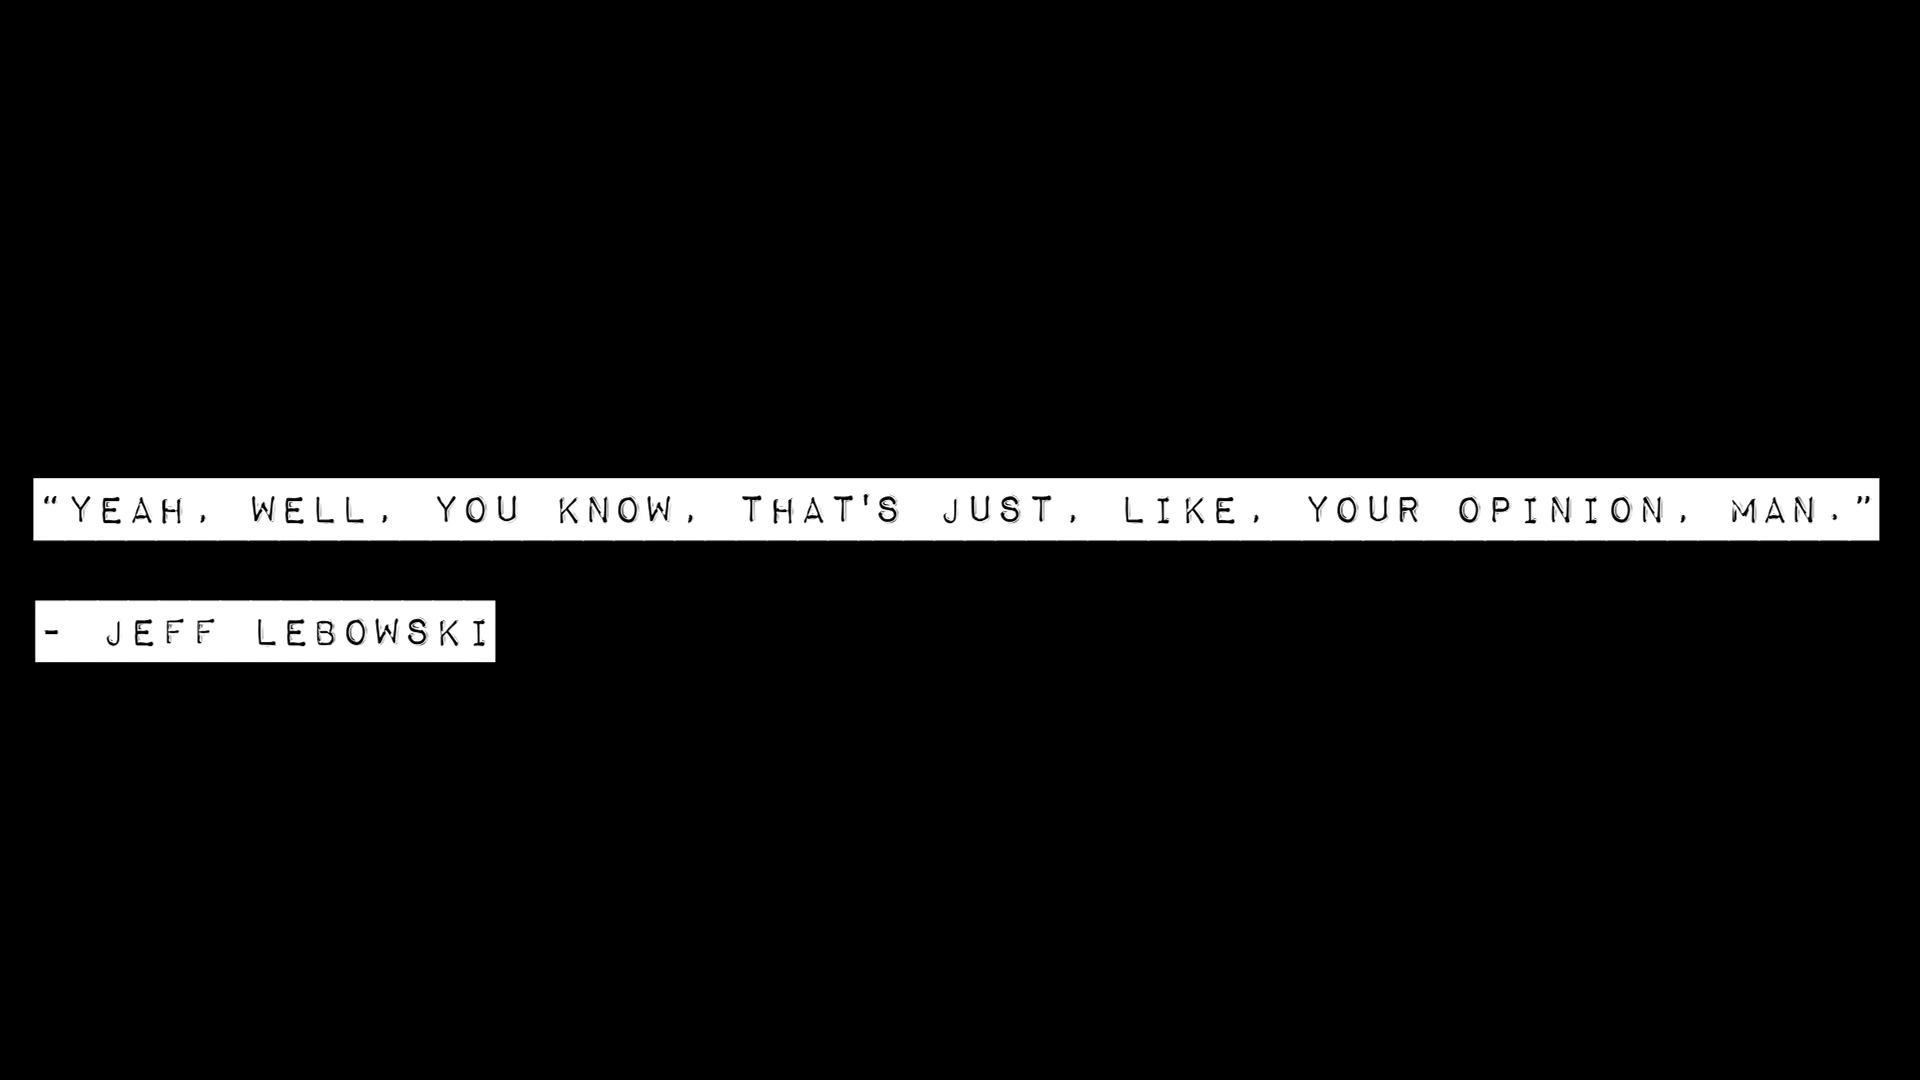 “YEAH, WELL, YOU KNOW, THAT'S JUST, LIKE, YOUR OPINION, MAN.”
- JEFF LEBOWSKI